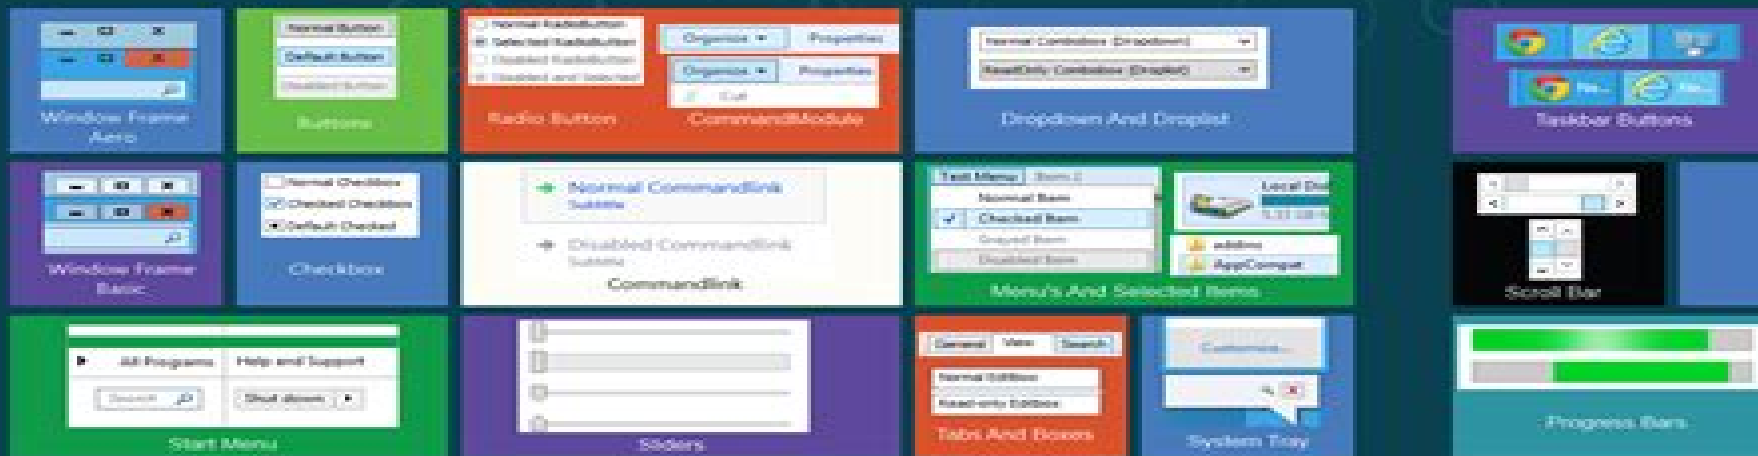 Window Frame
Aero
Normal Button
Default Button
Disabled Button
Buttons
Normal RadioButton
Selected RadioButton
Disabled RadioButton
Disabled and Selected
Radio Button
Organize
Properties
Organize
Properties
Cut
CommandModule
Normal Combobox (Dropdown)
ReadOnly Combobox (Droplist)
Dropdown And Droplist
Taskbar Buttons
Window Frame
Basic
Normal Checkbox
Checked Checkbox
Default Checked
Checkbox
Normal Commandlink
Subtitle
Disabled Commandlink
Subtitle
Commandlink
Test Menu
Item 2
Normal Item
Checked Item
Grayed Item
Disabled Item
Local Dis
addins
AppCompat
Menu's And Selected Items
Scroll Bar
All Programs
Help and Support
Search
Shut down
Start Menu
Sliders
General
View
Search
Normal Editbox
Read-only Editbox
Tabs And Boxes
Customize...
System Tray
Progress Bars